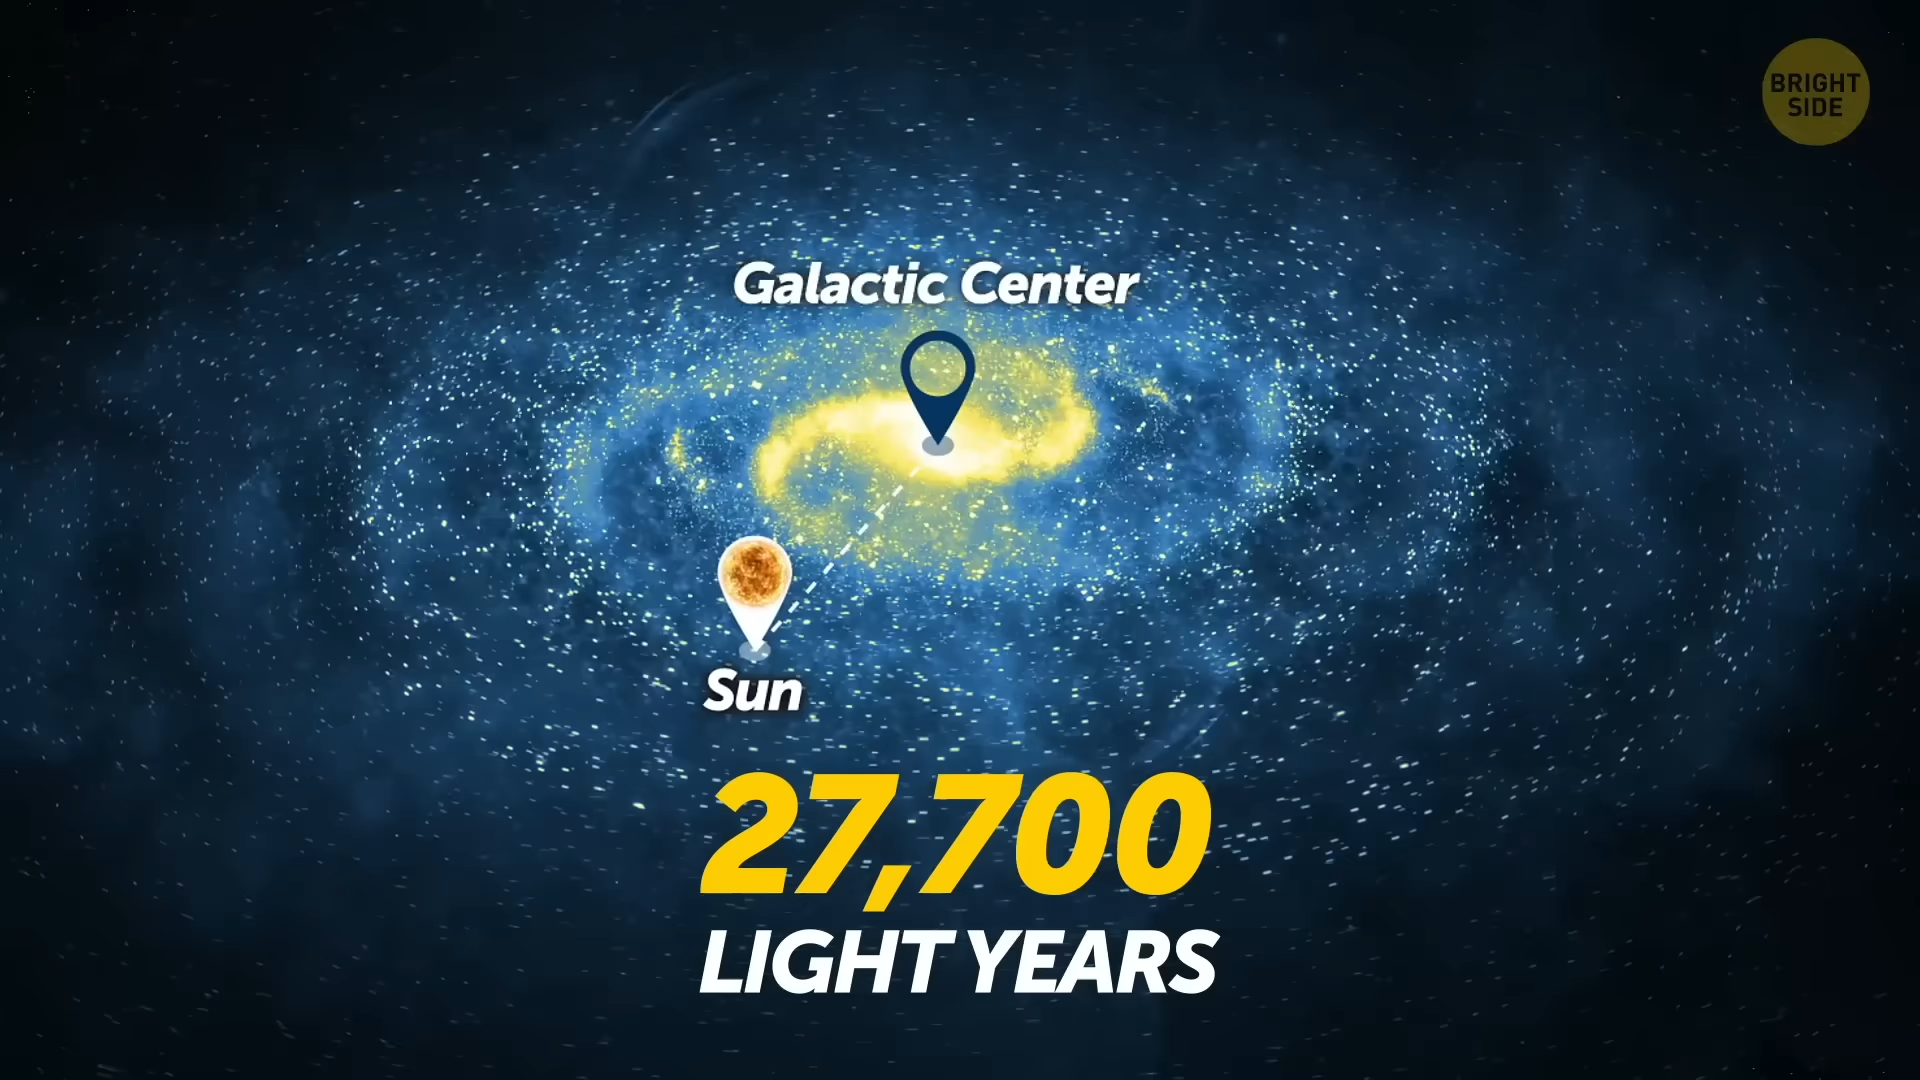 BRIGHT
SIDE
Galactic Center
Sun
27,700
LIGHT YEARS